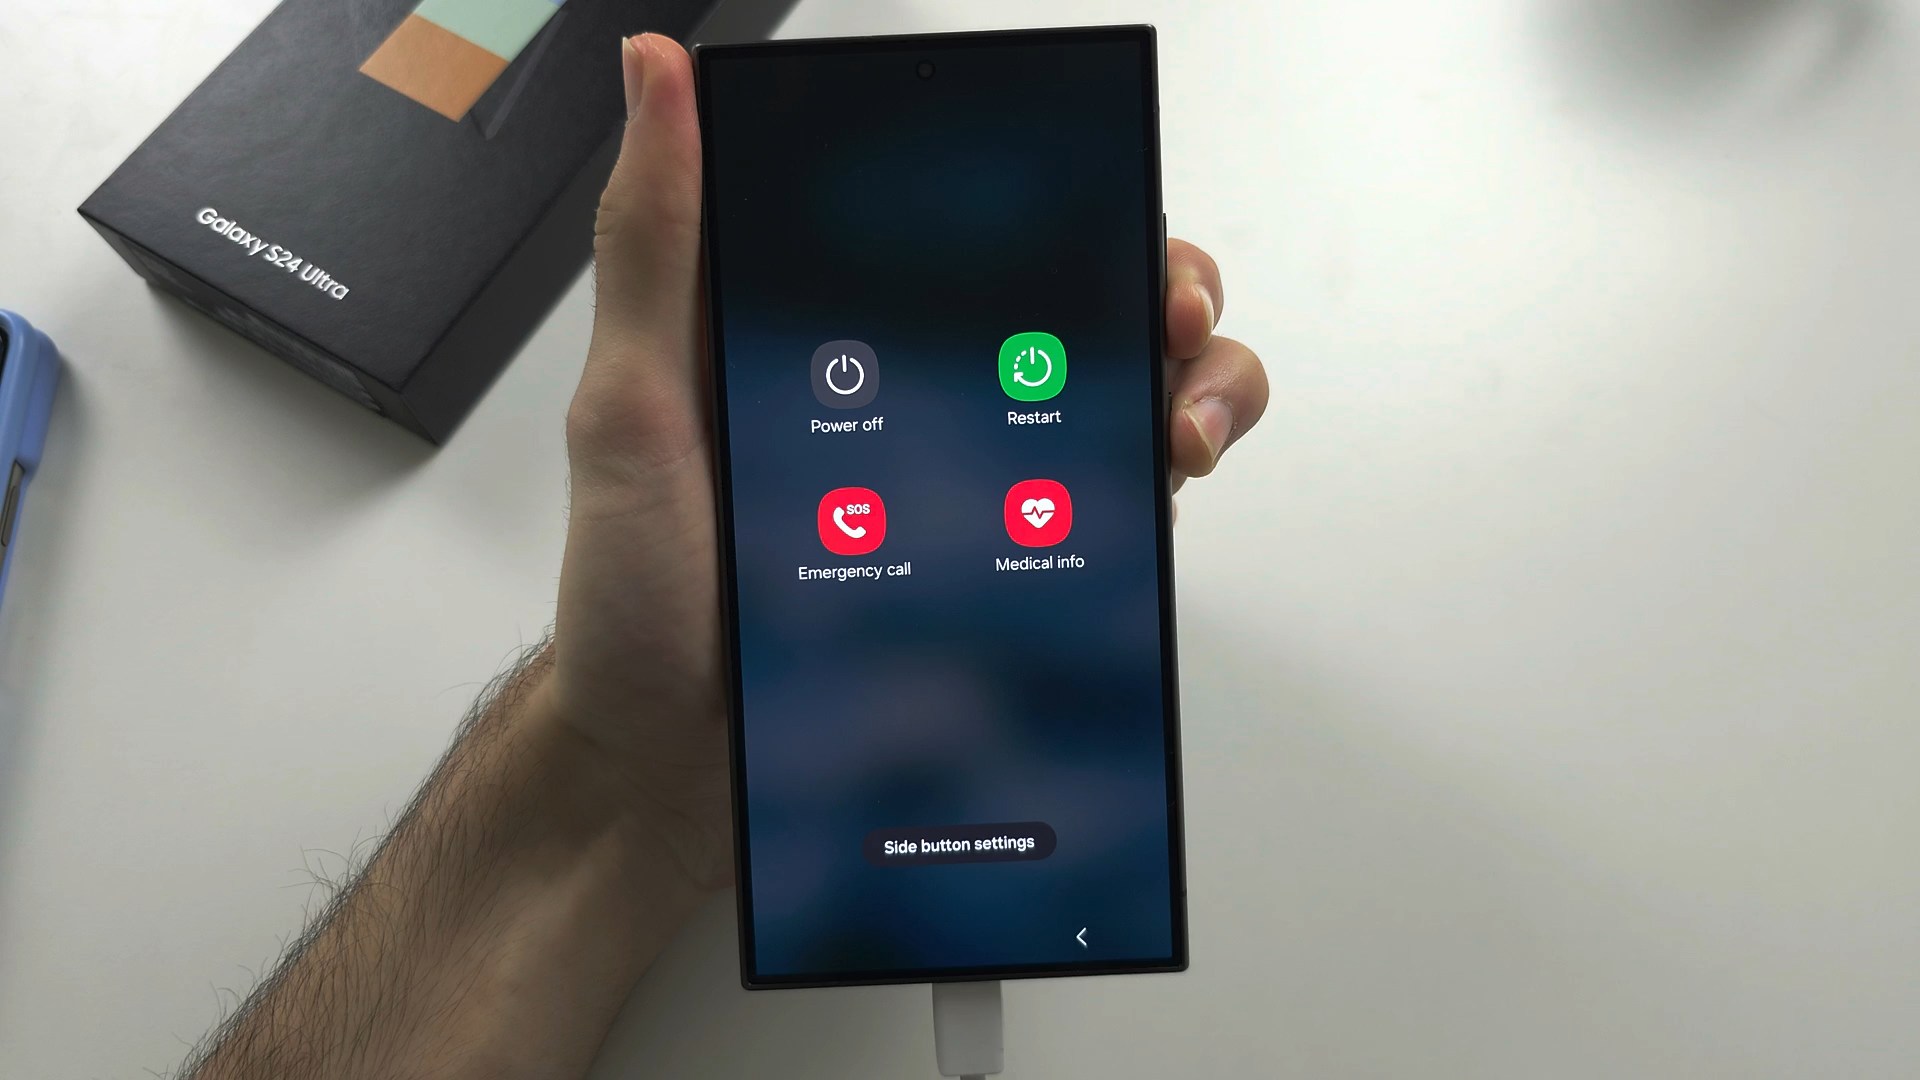 Galaxy S24 Ultra
Power off
Restart
SOS
Emergency call
Medical info
Side button settings